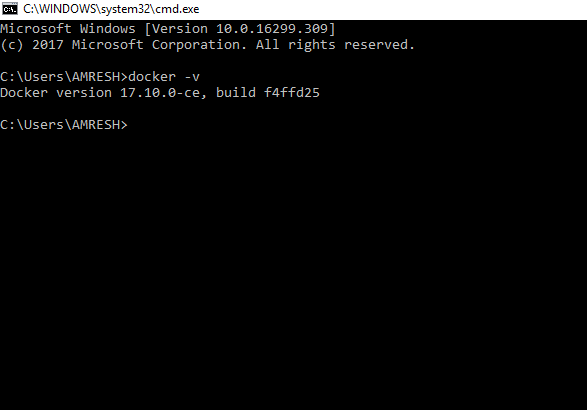 C:\WINDOWS\system32\cmd.exe
Microsoft Windows [Version 10.0.16299.309]
(c) 2017 Microsoft Corporation. All rights reserved.
C:\Users\AMRESH>docker -v
Docker version 17.10.0-ce, build f4ffd25
C:\Users\AMRESH>